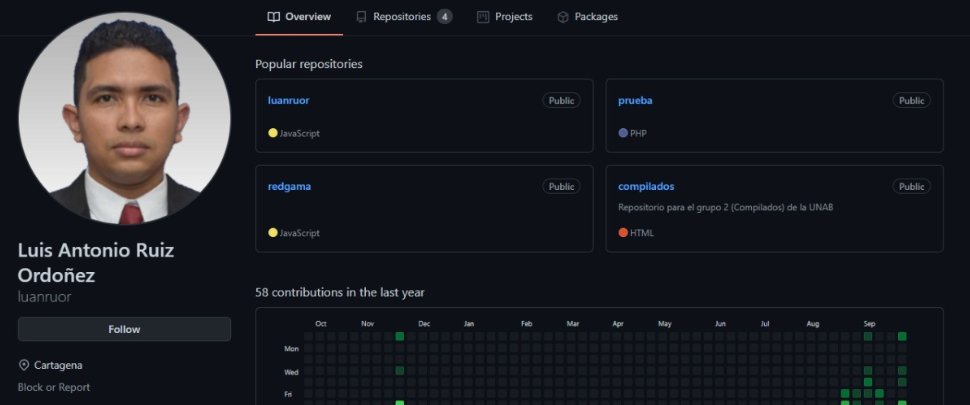 Overview
Repositories 4
Projects
Packages
Popular repositories
luanruor Public
JavaScript
prueba Public
PHP
redgama Public
JavaScript
compilados Public
Repositorio para el grupo 2 (Compilados) de la UNAB
HTML
Luis Antonio Ruiz
Ordoñez
luanruor
Follow
Cartagena
Block or Report
58 contributions in the last year
Oct Nov Dec Jan Feb Mar Apr May Jun Jul Aug Sep
Mon
Wed
Fri